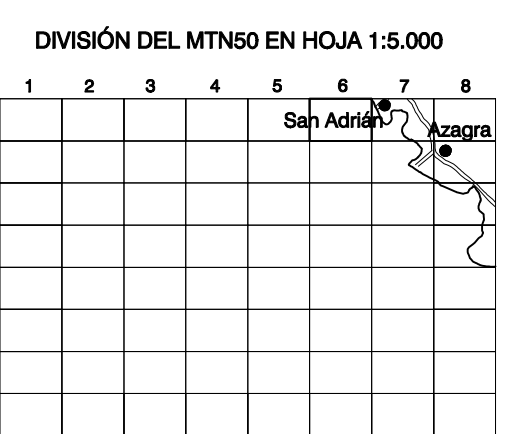 DIVISIÓN DEL MTN50 EN HOJA 1:5.000
1 2 3 4 5 6 7 8
San Adrián
Azagra